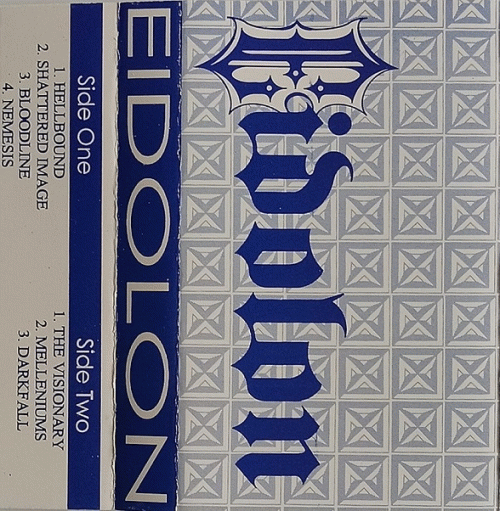 Eidolon
EIDOLON
Side One
1. HELLBOUND
2. SHATTERED IMAGE
3. BLOODLINE
4. NEMESIS
Side Two
1. THE VISIONARY
2. MELLENIUMS
3. DARKFALL